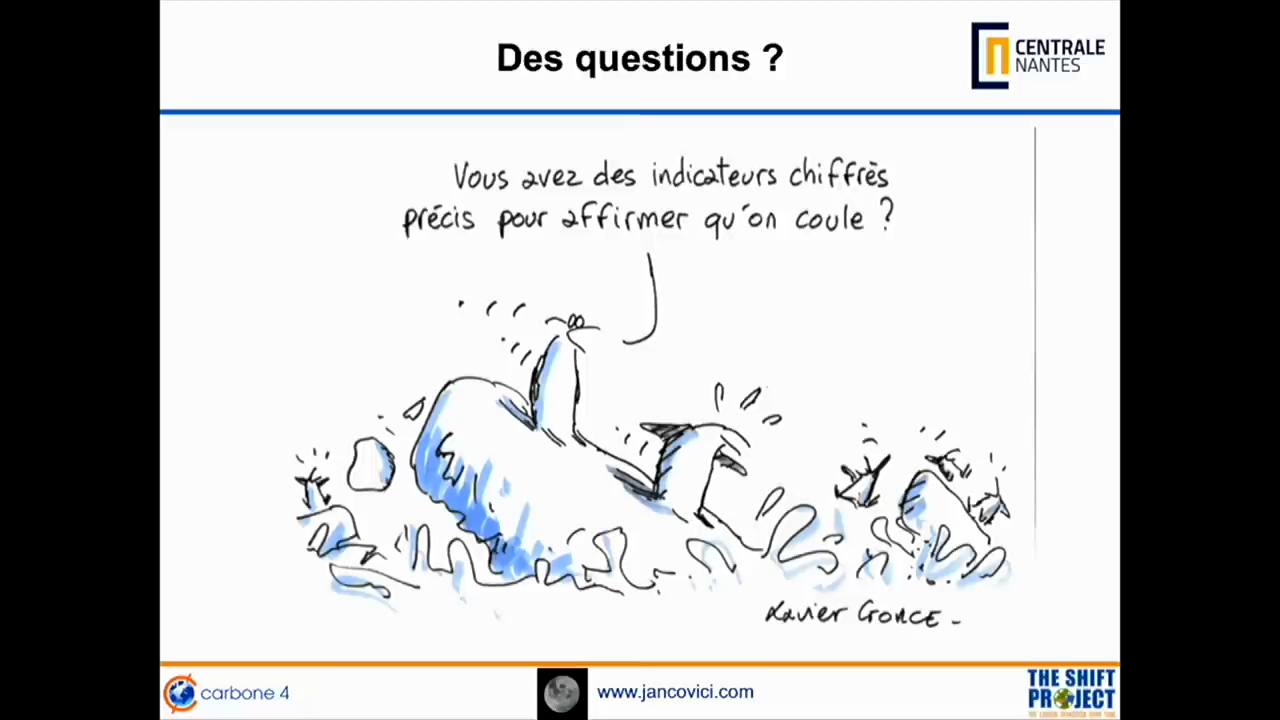 Des questions ?
CENTRALE
NANTES
Vous avez des indicateurs chiffrés
précis pour affirmer qu'on coule ?
Xavier GORCE -
carbone 4
www.jancovici.com
THE SHIFT
PROJECT